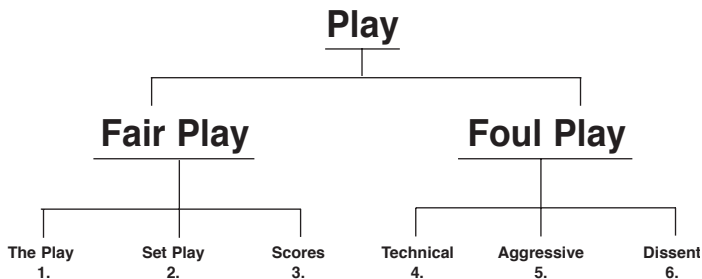 Play
Fair Play
Foul Play
The Play
1.
Set Play
2.
Scores
3.
Technical
4.
Aggressive
5.
Dissent
6.